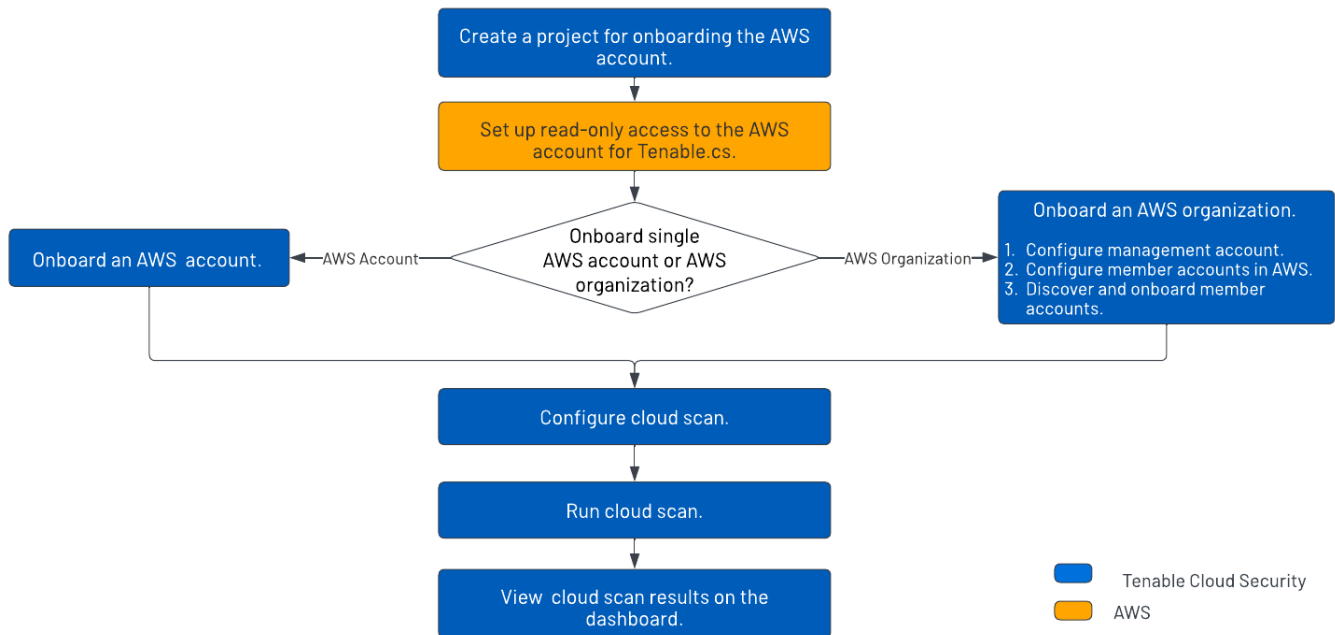 Create a project for onboarding the AWS
account.
Set up read-only access to the AWS
account for Tenable.cs.
Onboard single
AWS account or AWS
organization?
AWS Account
Onboard an AWS account.
AWS Organization
Onboard an AWS organization.
1. Configure management account.
2. Configure member accounts in AWS.
3. Discover and onboard member
accounts.
Configure cloud scan.
Run cloud scan.
View cloud scan results on the
dashboard.
Tenable Cloud Security
AWS